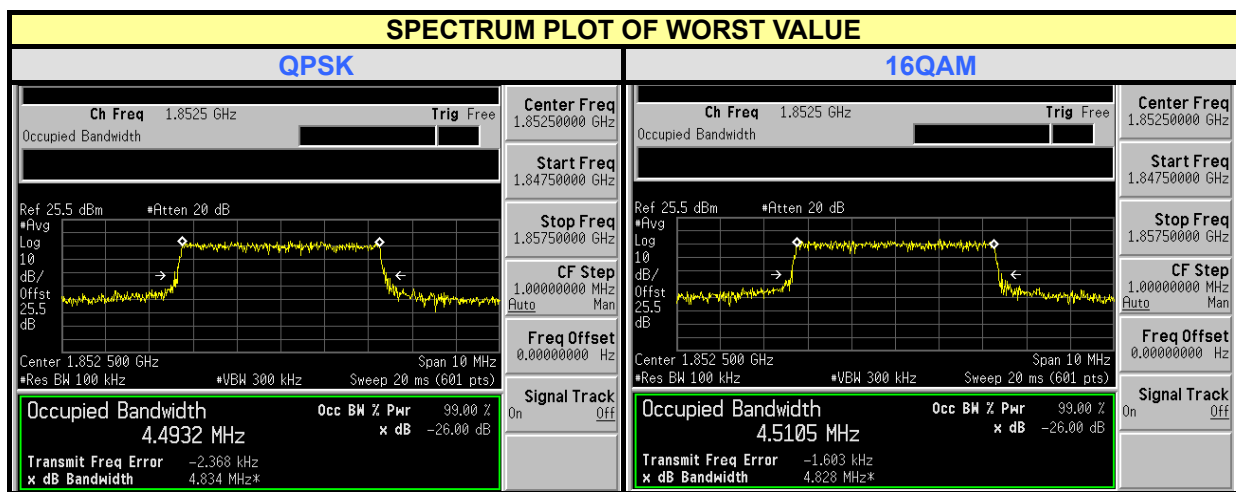 SPECTRUM PLOT OF WORST VALUE
QPSK
16QAM
Ch Freq 1.8525 GHz Trig Free
Occupied Bandwidth
Ref 25.5 dBm #Atten 20 dB
#Avg
Log
10
dB/
Offst
25.5
dB
Center 1.852 500 GHz Span 10 MHz
#Res BW 100 kHz #VBW 300 kHz Sweep 20 ms (601 pts)
Occupied Bandwidth Occ BW % Pwr 99.00 %
4.4932 MHz x dB -26.00 dB
Transmit Freq Error -2.368 kHz
x dB Bandwidth 4.834 MHz*
Center Freq
1.85250000 GHz
Start Freq
1.84750000 GHz
Stop Freq
1.85750000 GHz
CF Step
1.00000000 MHz
Auto Man
Freq Offset
0.00000000 Hz
Signal Track
On Off
Ch Freq 1.8525 GHz Trig Free
Occupied Bandwidth
Ref 25.5 dBm #Atten 20 dB
#Avg
Log
10
dB/
Offst
25.5
dB
Center 1.852 500 GHz Span 10 MHz
#Res BW 100 kHz #VBW 300 kHz Sweep 20 ms (601 pts)
Occupied Bandwidth Occ BW % Pwr 99.00 %
4.5105 MHz x dB -26.00 dB
Transmit Freq Error -1.603 kHz
x dB Bandwidth 4.828 MHz*
Center Freq
1.85250000 GHz
Start Freq
1.84750000 GHz
Stop Freq
1.85750000 GHz
CF Step
1.00000000 MHz
Auto Man
Freq Offset
0.00000000 Hz
Signal Track
On Off